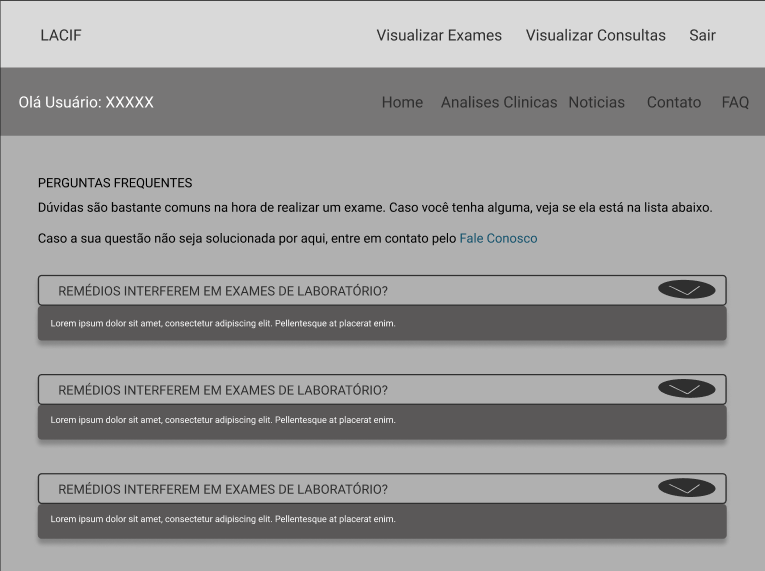 LACIF
Visualizar Exames
Visualizar Consultas
Sair
Olá Usuário: XXXXX
Home
Analises Clinicas
Noticias
Contato
FAQ
PERGUNTAS FREQUENTES
Dúvidas são bastante comuns na hora de realizar um exame. Caso você tenha alguma, veja se ela está na lista abaixo.
Caso a sua questão não seja solucionada por aqui, entre em contato pelo Fale Conosco
REMÉDIOS INTERFEREM EM EXAMES DE LABORATÓRIO?
Lorem ipsum dolor sit amet, consectetur adipiscing elit. Pellentesque at placerat enim.
REMÉDIOS INTERFEREM EM EXAMES DE LABORATÓRIO?
Lorem ipsum dolor sit amet, consectetur adipiscing elit. Pellentesque at placerat enim.
REMÉDIOS INTERFEREM EM EXAMES DE LABORATÓRIO?
Lorem ipsum dolor sit amet, consectetur adipiscing elit. Pellentesque at placerat enim.